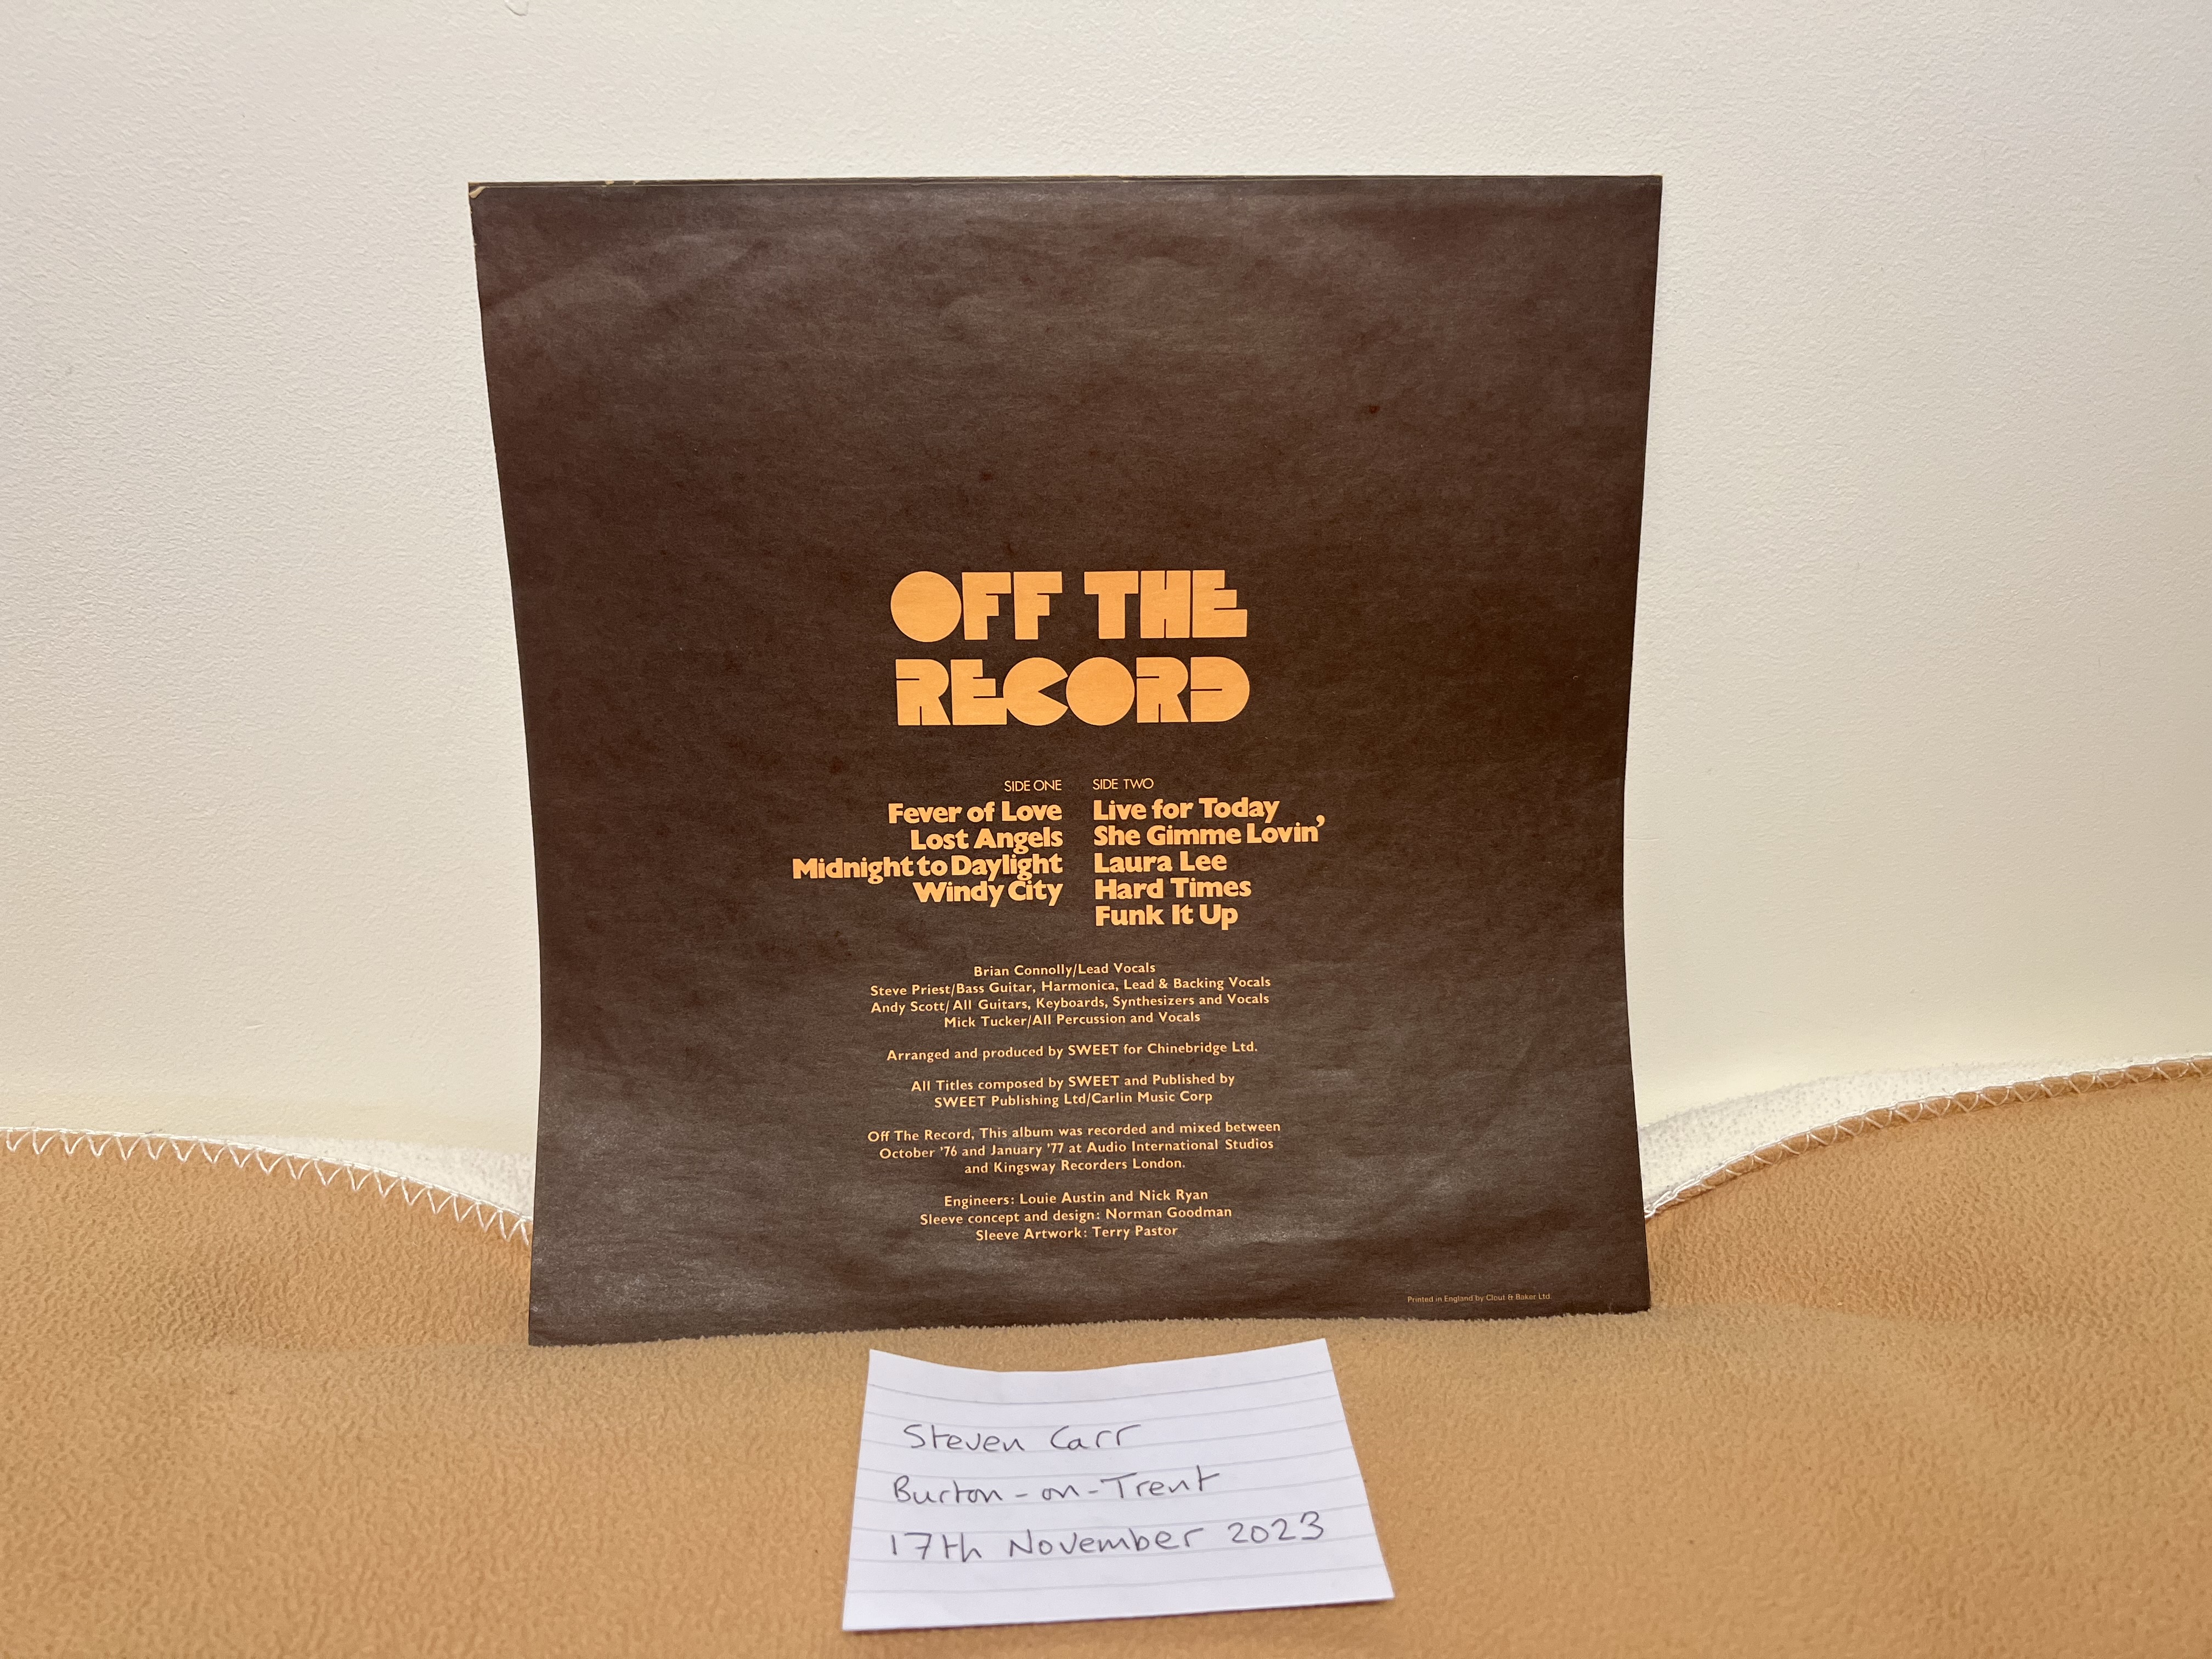 OFF THE
RECORD
SIDE ONE
Fever of Love
Lost Angels
Midnight to Daylight
Windy City
SIDE TWO
Live for Today
She Gimme Lovin'
Laura Lee
Hard Times
Funk It Up
Brian Connolly/Lead Vocals
Steve Priest/Bass Guitar, Harmonica, Lead & Backing Vocals
Andy Scott/All Guitars, Keyboards, Synthesizers and Vocals
Mick Tucker/All Percussion and Vocals
Arranged and produced by SWEET for Chinebridge Ltd.
All Titles composed by SWEET and Published by
SWEET Publishing Ltd/Carlin Music Corp
Off The Record, This album was recorded and mixed between
October '76 and January '77 at Audio International Studios
and Kingsway Recorders London.
Engineers: Louie Austin and Nick Ryan
Sleeve concept and design: Norman Goodman
Sleeve Artwork: Terry Pastor
Printed in England by Clout & Baker Ltd.
Steven Carr
Burton-on-Trent
17th November 2023